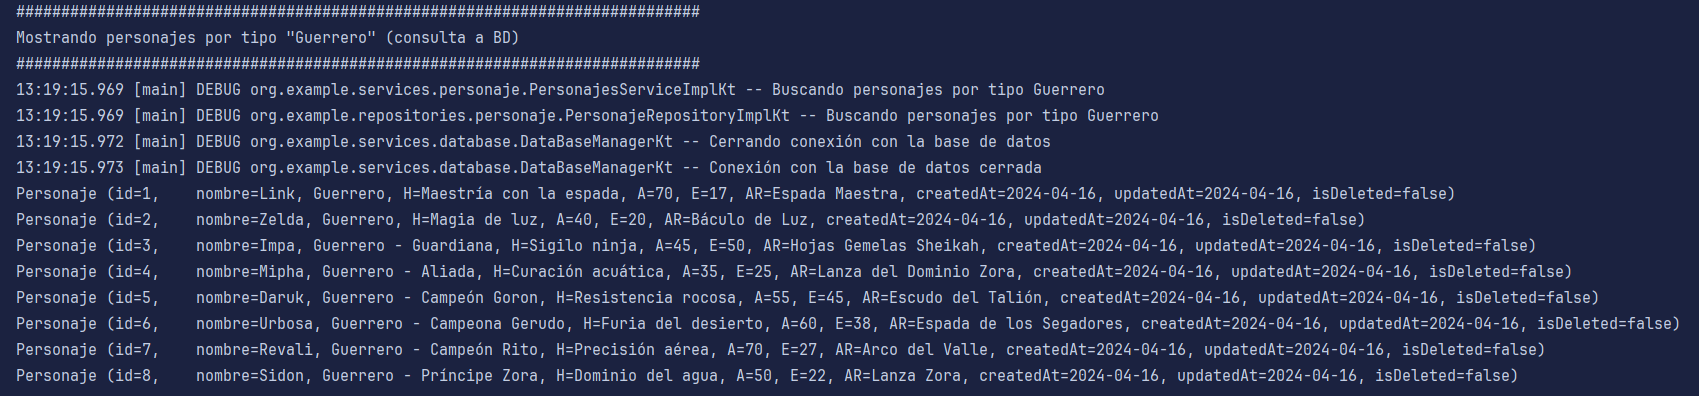 ############################################################################
Mostrando personajes por tipo "Guerrero" (consulta a BD)
############################################################################
13:19:15.969 [main] DEBUG org.example.services.personaje.PersonajesServiceImplKt -- Buscando personajes por tipo Guerrero
13:19:15.969 [main] DEBUG org.example.repositories.personaje.PersonajeRepositoryImplKt -- Buscando personajes por tipo Guerrero
13:19:15.972 [main] DEBUG org.example.services.database.DataBaseManagerKt -- Cerrando conexión con la base de datos
13:19:15.973 [main] DEBUG org.example.services.database.DataBaseManagerKt -- Conexión con la base de datos cerrada
Personaje (id=1,    nombre=Link, Guerrero, H=Maestría con la espada, A=70, E=17, AR=Espada Maestra, createdAt=2024-04-16, updatedAt=2024-04-16, isDeleted=false)
Personaje (id=2,    nombre=Zelda, Guerrero, H=Magia de luz, A=40, E=20, AR=Báculo de Luz, createdAt=2024-04-16, updatedAt=2024-04-16, isDeleted=false)
Personaje (id=3,    nombre=Impa, Guerrero - Guardiana, H=Sigilo ninja, A=45, E=50, AR=Hojas Gemelas Sheikah, createdAt=2024-04-16, updatedAt=2024-04-16, isDeleted=false)
Personaje (id=4,    nombre=Mipha, Guerrero - Aliada, H=Curación acuática, A=35, E=25, AR=Lanza del Dominio Zora, createdAt=2024-04-16, updatedAt=2024-04-16, isDeleted=false)
Personaje (id=5,    nombre=Daruk, Guerrero - Campeón Goron, H=Resistencia rocosa, A=55, E=45, AR=Escudo del Talión, createdAt=2024-04-16, updatedAt=2024-04-16, isDeleted=false)
Personaje (id=6,    nombre=Urbosa, Guerrero - Campeona Gerudo, H=Furia del desierto, A=60, E=38, AR=Espada de los Segadores, createdAt=2024-04-16, updatedAt=2024-04-16, isDeleted=false)
Personaje (id=7,    nombre=Revali, Guerrero - Campeón Rito, H=Precisión aérea, A=70, E=27, AR=Arco del Valle, createdAt=2024-04-16, updatedAt=2024-04-16, isDeleted=false)
Personaje (id=8,    nombre=Sidon, Guerrero - Príncipe Zora, H=Dominio del agua, A=50, E=22, AR=Lanza Zora, createdAt=2024-04-16, updatedAt=2024-04-16, isDeleted=false)